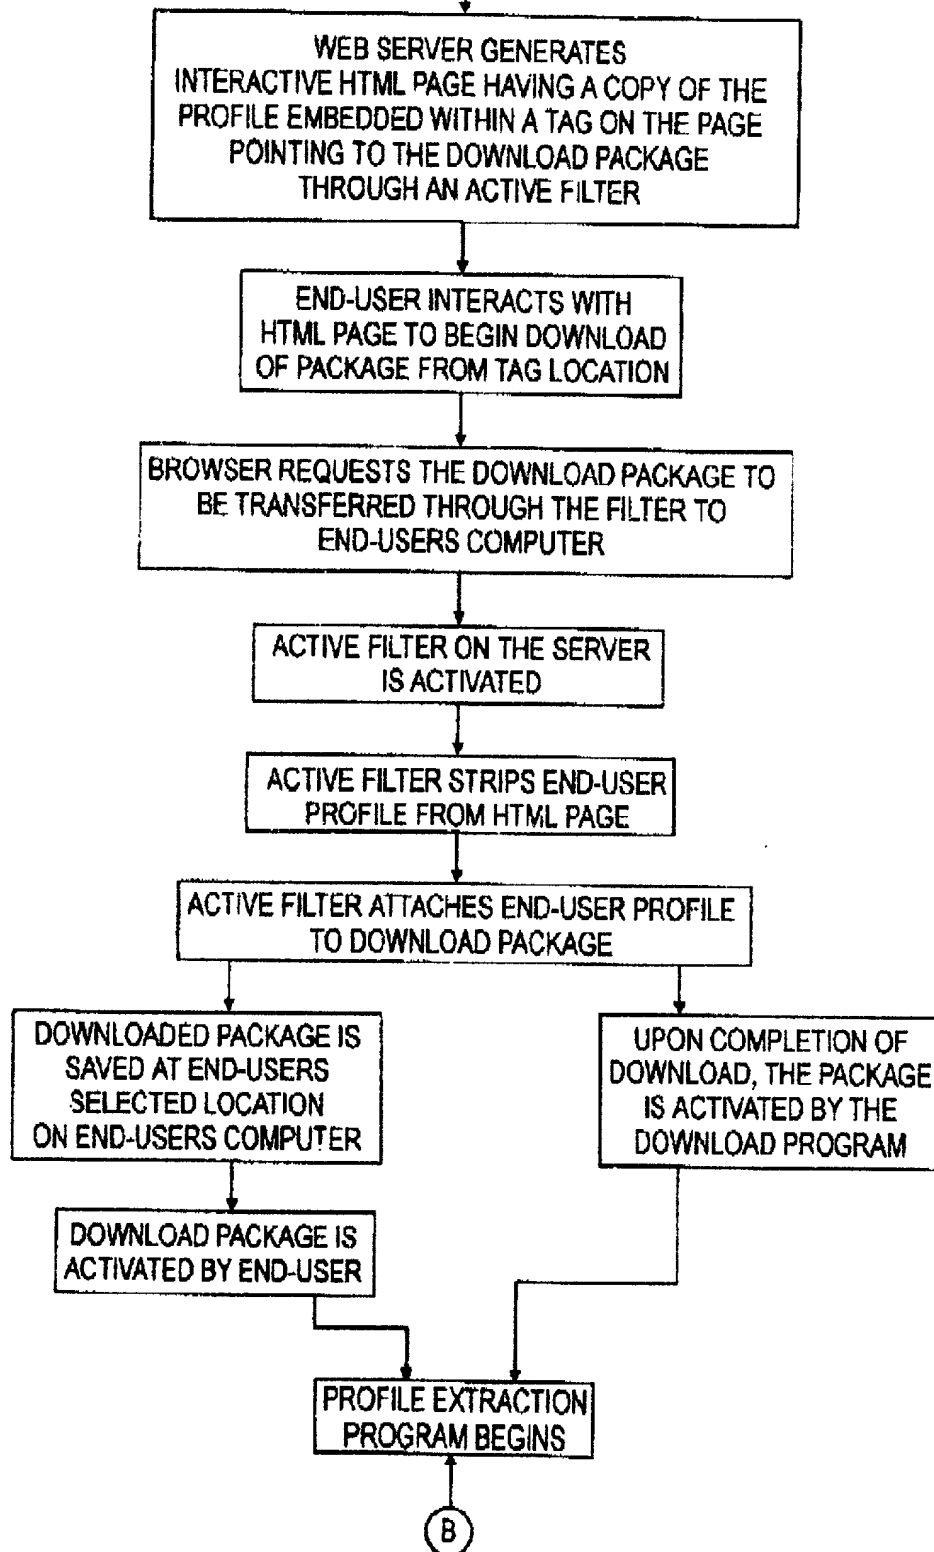 WEB SERVER GENERATES
INTERACTIVE HTML PAGE HAVING A COPY OF THE
PROFILE EMBEDDED WITHIN A TAG ON THE PAGE
POINTING TO THE DOWNLOAD PACKAGE
THROUGH AN ACTIVE FILTER
END-USER INTERACTS WITH
HTML PAGE TO BEGIN DOWNLOAD
OF PACKAGE FROM TAG LOCATION
BROWSER REQUESTS THE DOWNLOAD PACKAGE TO
BE TRANSFERRED THROUGH THE FILTER TO
END-USERS COMPUTER
ACTIVE FILTER ON THE SERVER
IS ACTIVATED
ACTIVE FILTER STRIPS END-USER
PROFILE FROM HTML PAGE
ACTIVE FILTER ATTACHES END-USER PROFILE
TO DOWNLOAD PACKAGE
DOWNLOADED PACKAGE IS
SAVED AT END-USERS
SELECTED LOCATION
ON END-USERS COMPUTER
UPON COMPLETION OF
DOWNLOAD, THE PACKAGE
IS ACTIVATED BY THE
DOWNLOAD PROGRAM
DOWNLOAD PACKAGE IS
ACTIVATED BY END-USER
PROFILE EXTRACTION
PROGRAM BEGINS
B